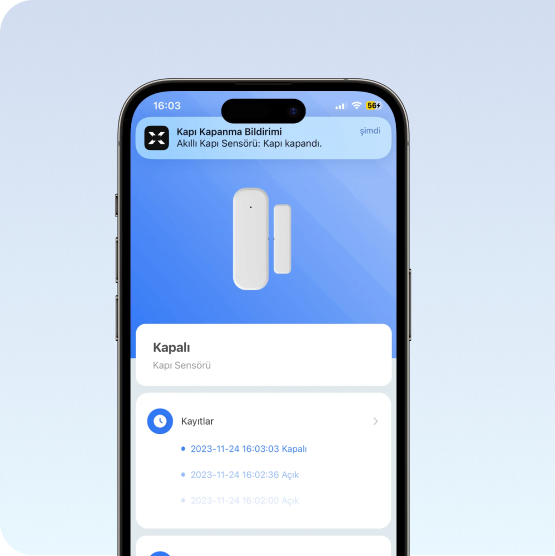 16:03
56
Kapı Kapanma Bildirimi
şimdi
Akıllı Kapı Sensörü: Kapı kapandı.
Kapalı
Kapı Sensörü
Kayıtlar
2023-11-24 16:03:03 Kapalı
2023-11-24 16:02:36 Açık
2023-11-24 16:02:00 Açık